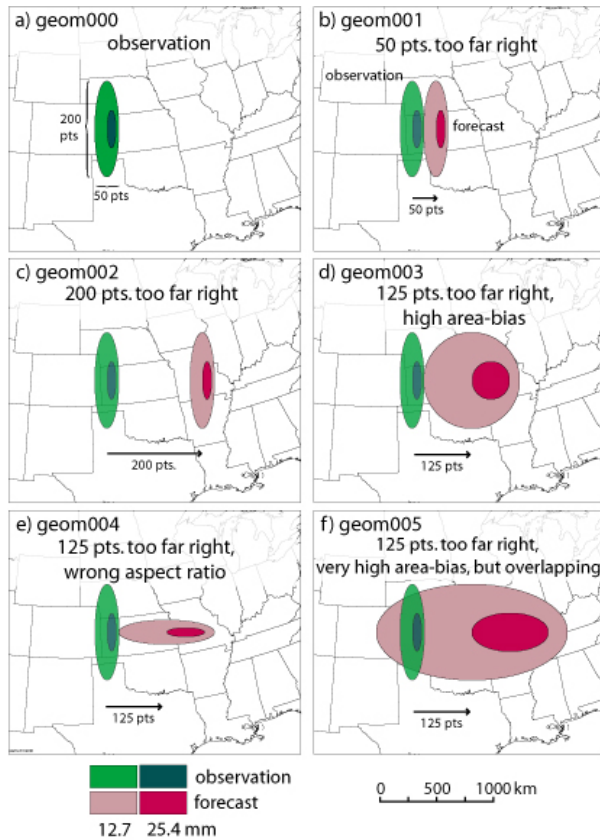 a) geom000
observation
200
pts
50 pts
b) geom001
50 pts. too far right
observation
forecast
50 pts
c) geom002
200 pts. too far right
200 pts.
d) geom003
125 pts. too far right,
high area-bias
125 pts
e) geom004
125 pts. too far right,
wrong aspect ratio
125 pts
f) geom005
125 pts. too far right,
very high area-bias, but overlapping
125 pts
observation
forecast
12.7 25.4 mm
0 500 1000 km